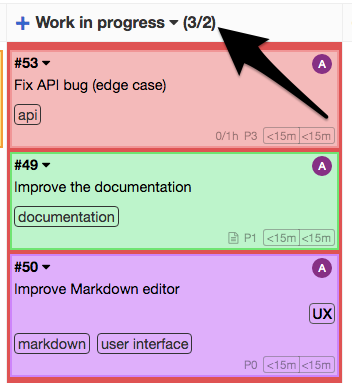 + Work in progress ▾ (3/2)
#53 ▾ A
Fix API bug (edge case)
api
0/1h P3 <15m <15m
#49 ▾ A
Improve the documentation
documentation
P1 <15m <15m
#50 ▾ A
Improve Markdown editor
UX
markdown user interface
P0 <15m <15m